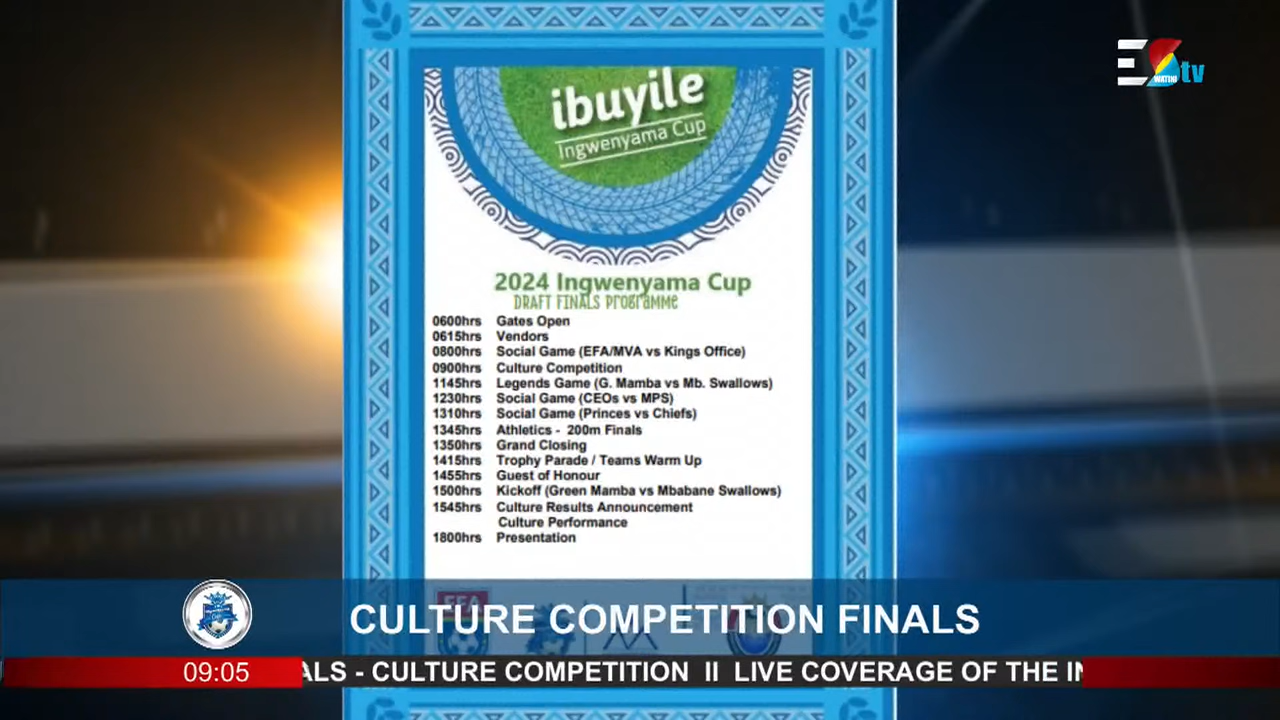 ESWATINI tv
ibuyile
Ingwenyama Cup
2024 Ingwenyama Cup
DRAFT FINALS PROGRAMME
0600hrs Gates Open
0615hrs Vendors
0800hrs Social Game (EFA/MVA vs Kings Office)
0900hrs Culture Competition
1145hrs Legends Game (G. Mamba vs Mb. Swallows)
1230hrs Social Game (CEOs vs MPS)
1310hrs Social Game (Princes vs Chiefs)
1345hrs Athletics - 200m Finals
1350hrs Grand Closing
1415hrs Trophy Parade / Teams Warm Up
1455hrs Guest of Honour
1500hrs Kickoff (Green Mamba vs Mbabane Swallows)
1545hrs Culture Results Announcement
Culture Performance
1800hrs Presentation
EFA
CULTURE COMPETITION FINALS
09:05 ALS - CULTURE COMPETITION II LIVE COVERAGE OF THE IN